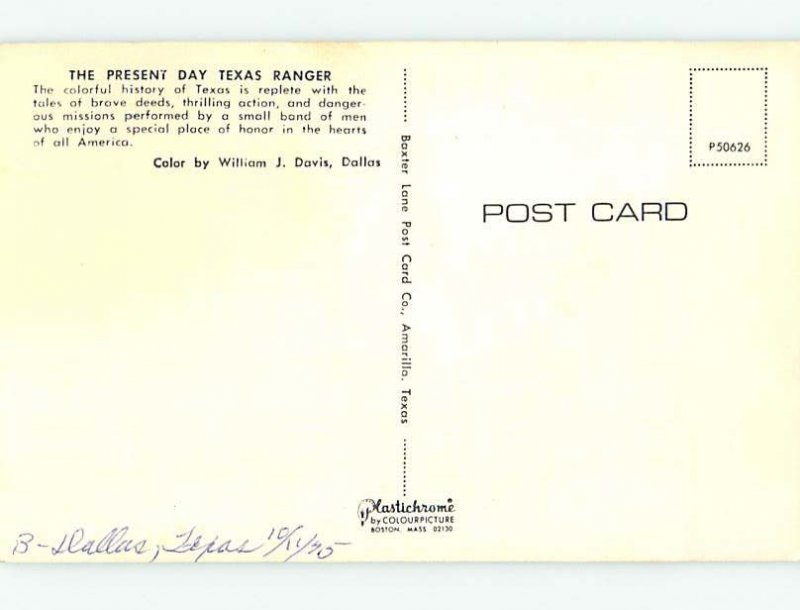 THE PRESENT DAY TEXAS RANGER
The colorful history of Texas is replete with the
tales of brave deeds, thrilling action, and danger-
ous missions performed by a small band of men
who enjoy a special place of honor in the hearts
of all America.
Color by William J. Davis, Dallas
Baxter Lane Post Card Co., Amarillo, Texas
P50626
POST CARD
Plastichrome
by COLOURPICTURE
BOSTON, MASS. 02130
B-Dallas, Texas